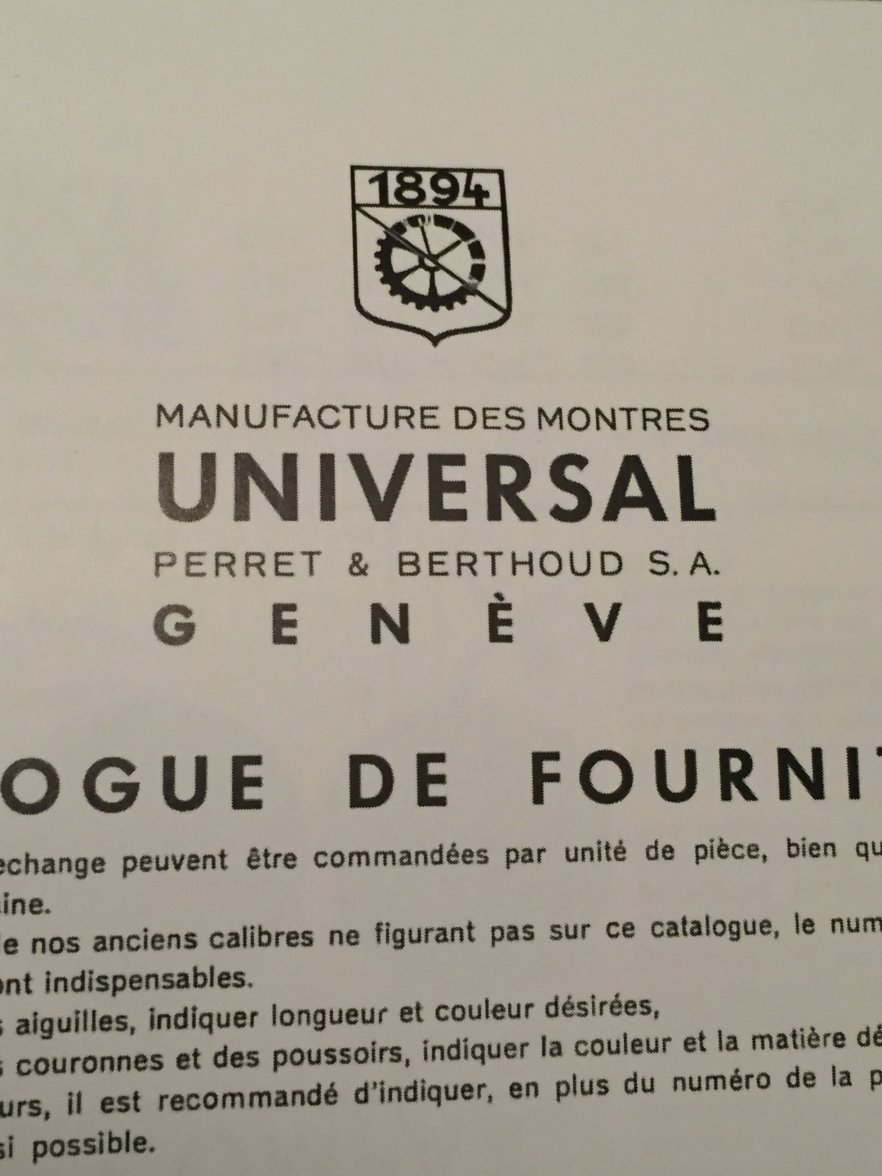 1894
MANUFACTURE DES MONTRES
UNIVERSAL
PERRET & BERTHOUD S.A.
GENÈVE
OGUE DE FOURNIT
echange peuvent être commandées par unité de pièce, bien qu
ine.
e nos anciens calibres ne figurant pas sur ce catalogue, le num
ont indispensables.
s aiguilles, indiquer longueur et couleur désirées,
s couronnes et des poussoirs, indiquer la couleur et la matière dé
urs, il est recommandé d'indiquer, en plus du numéro de la p
si possible.